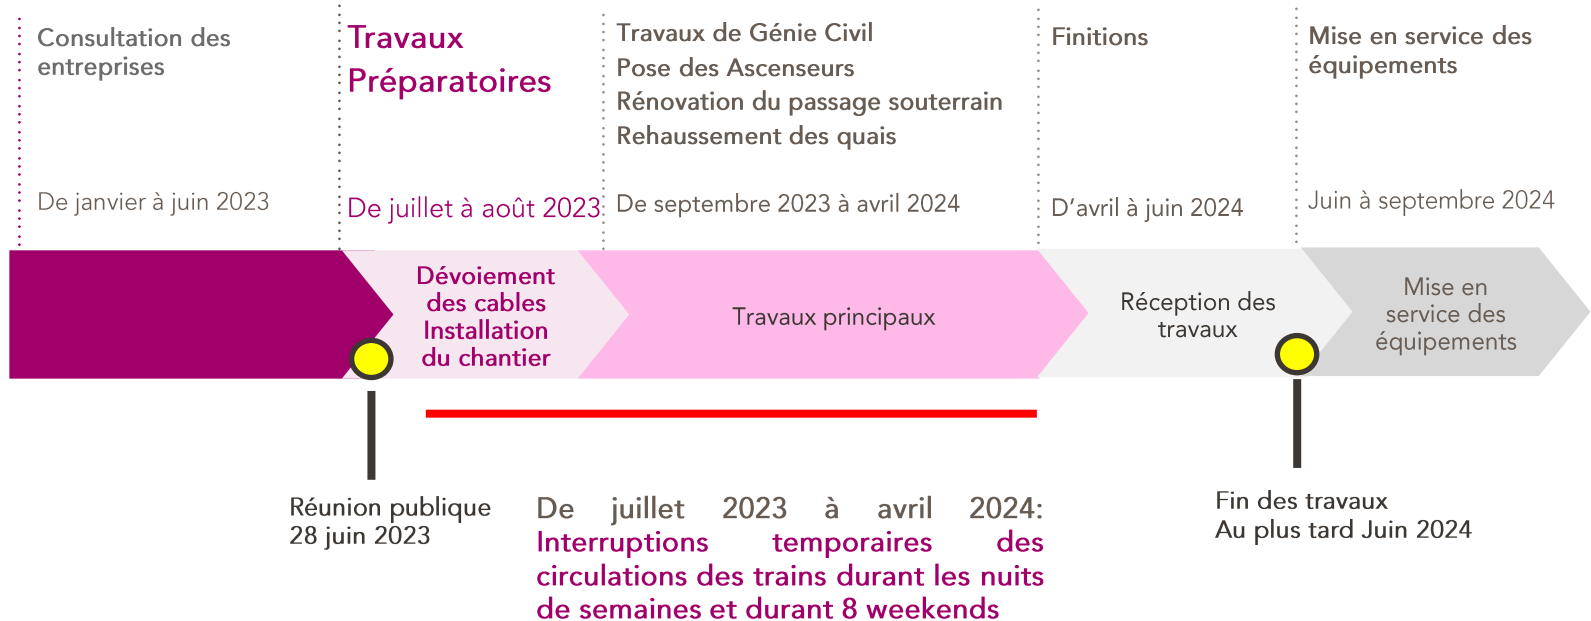 Consultation des
entreprises
De janvier à juin 2023
Travaux
Préparatoires
De juillet à août 2023
Travaux de Génie Civil
Pose des Ascenseurs
Rénovation du passage souterrain
Rehaussement des quais
De septembre 2023 à avril 2024
Finitions
D'avril à juin 2024
Mise en service des
équipements
Juin à septembre 2024
Dévoiement
des cables
Installation
du chantier
Travaux principaux
Réception des
travaux
Mise en
service des
équipements
Réunion publique
28 juin 2023
De juillet 2023 à avril 2024:
Interruptions temporaires des
circulations des trains durant les nuits
de semaines et durant 8 weekends
Fin des travaux
Au plus tard Juin 2024